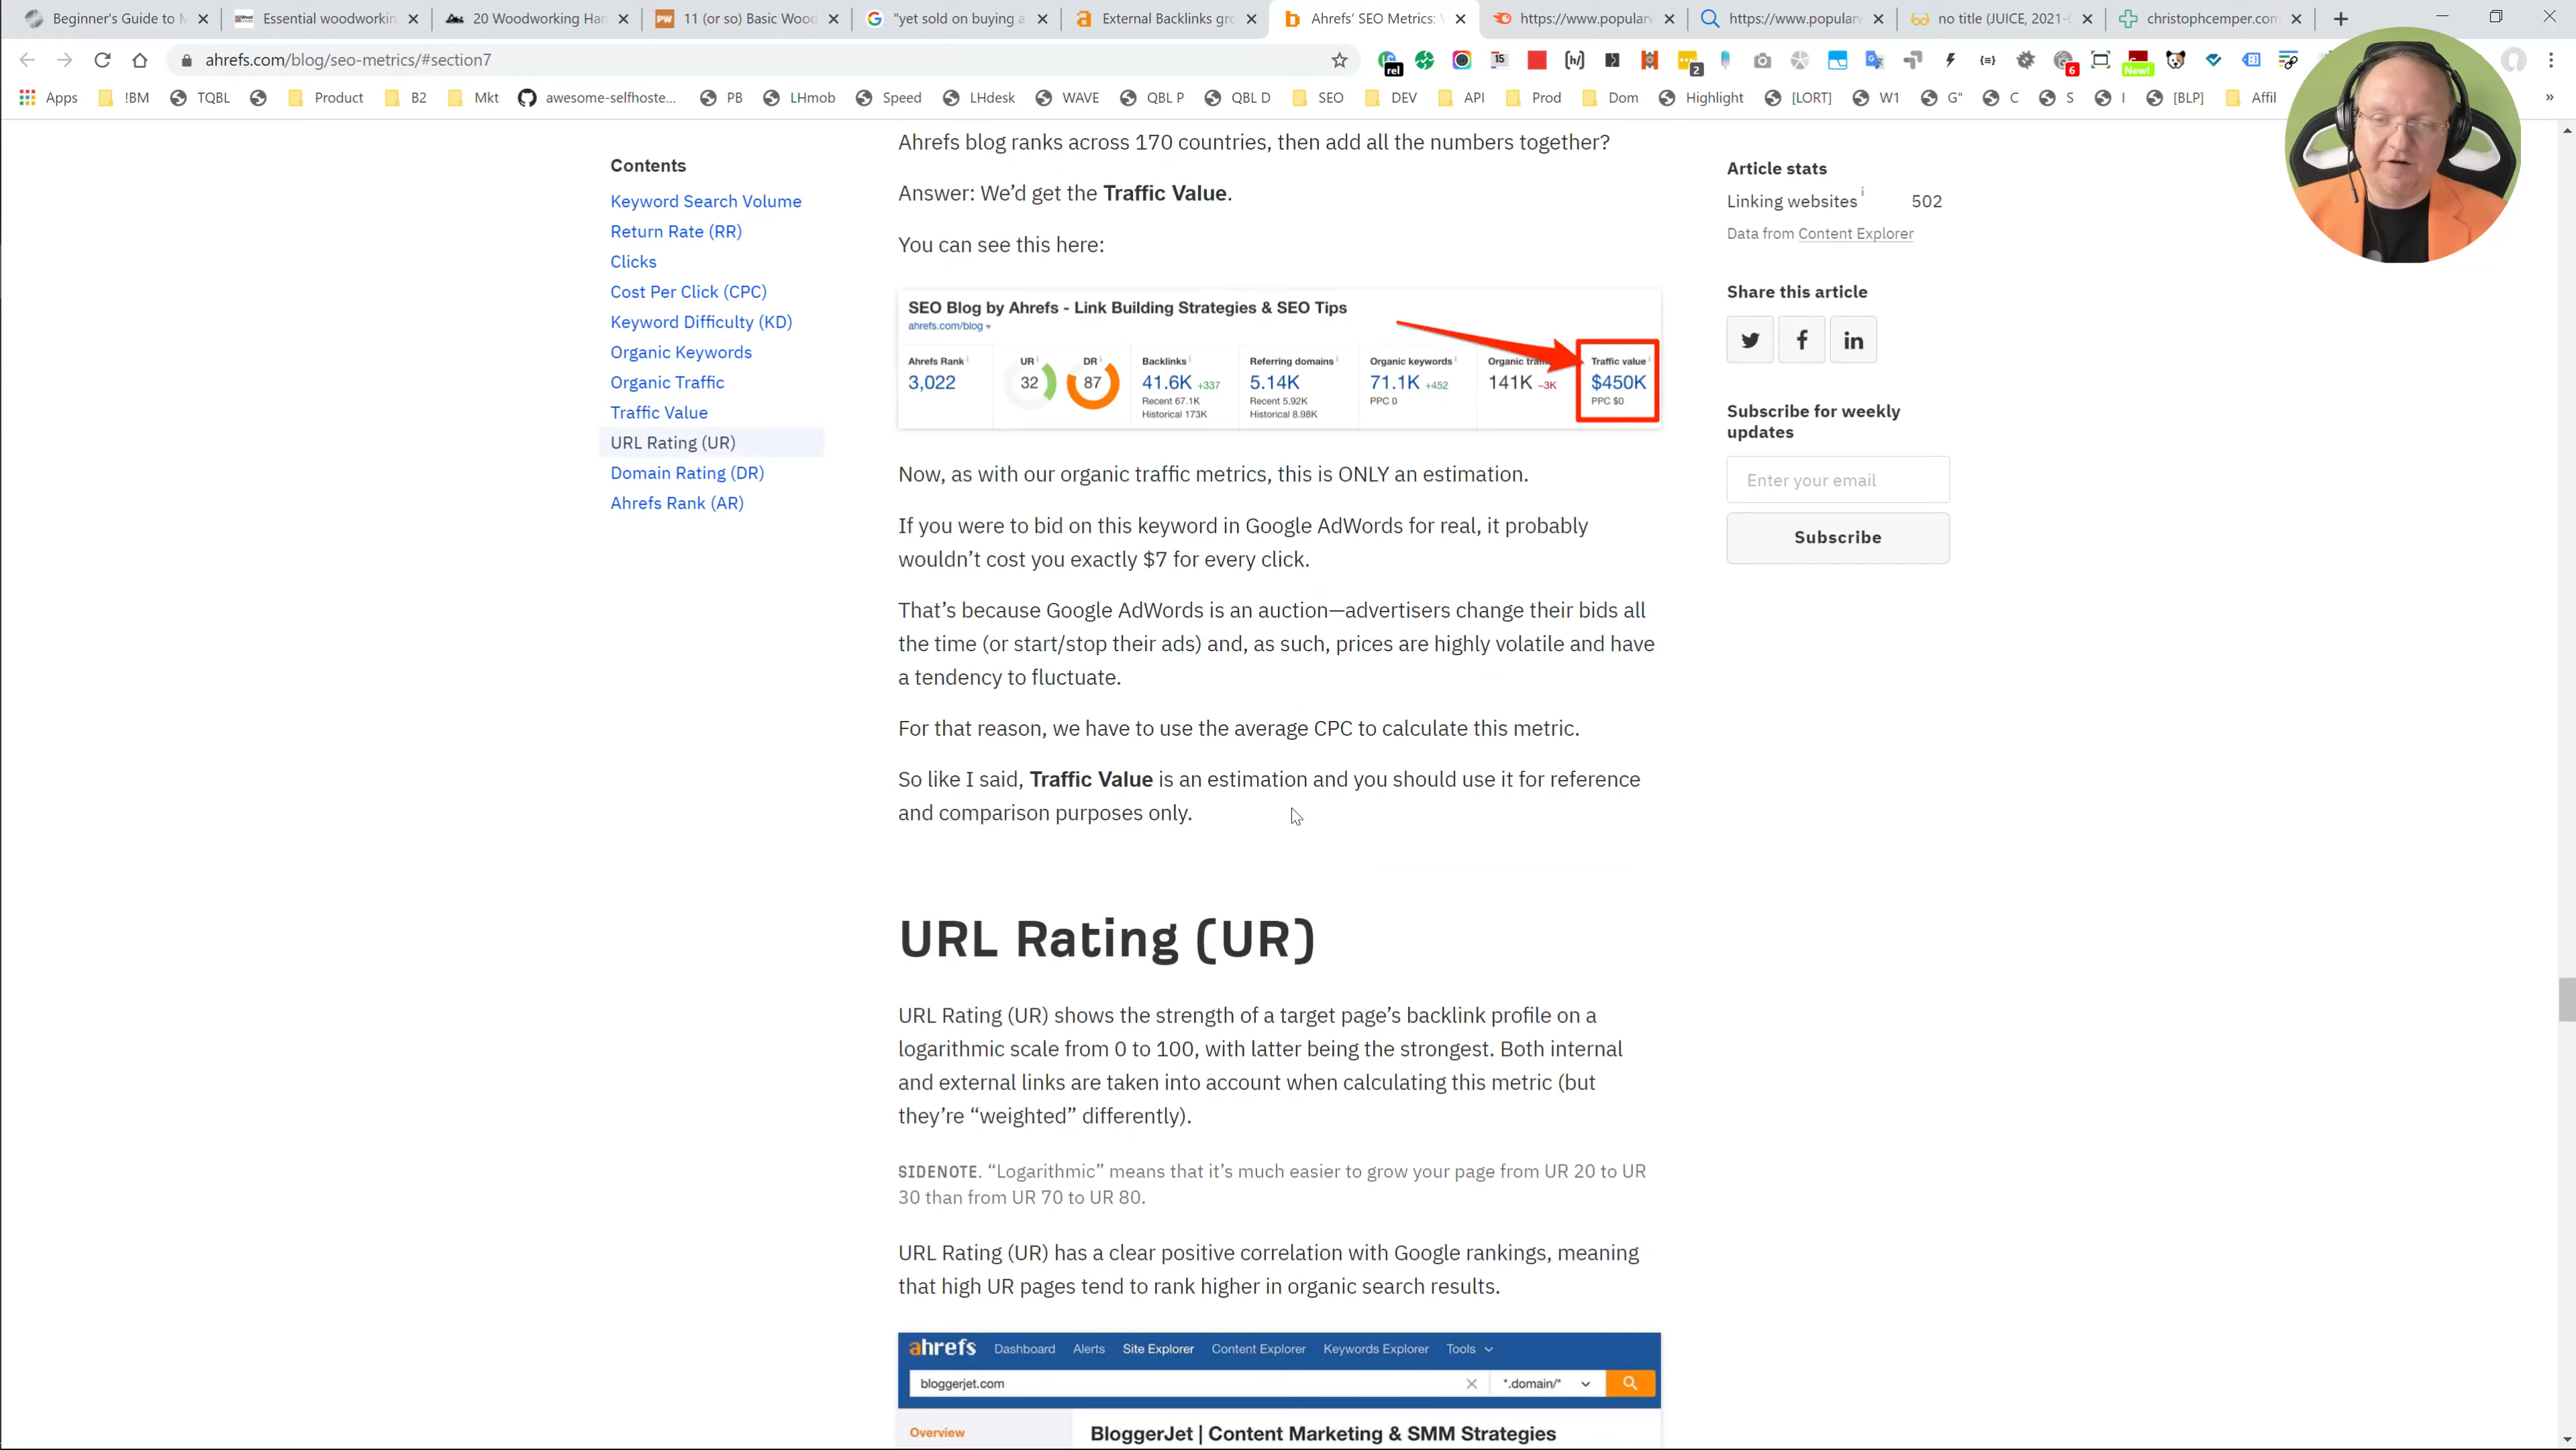 Beginner's Guide to M
Essential woodworkin
20 Woodworking Han
11 (or so) Basic Wood
"yet sold on buying a
External Backlinks gro
Ahrefs' SEO Metrics: V
https://www.popularw
https://www.popularw
no title (JUICE, 2021-0
christophcemper.com
ahrefs.com/blog/seo-metrics/#section7
rel
15
[h/]
2
6
New!
Apps
!BM
TQBL
Product
B2
Mkt
awesome-selfhoste...
PB
LHmob
Speed
LHdesk
WAVE
QBL P
QBL D
SEO
DEV
API
Prod
Dom
Highlight
[LORT]
W1
G"
C
S
I
[BLP]
Affil
»
Contents
Keyword Search Volume
Return Rate (RR)
Clicks
Cost Per Click (CPC)
Keyword Difficulty (KD)
Organic Keywords
Organic Traffic
Traffic Value
URL Rating (UR)
Domain Rating (DR)
Ahrefs Rank (AR)
Ahrefs blog ranks across 170 countries, then add all the numbers together?
Answer: We'd get the Traffic Value.
You can see this here:
SEO Blog by Ahrefs - Link Building Strategies & SEO Tips
ahrefs.com/blog
Ahrefs Rank
3,022
UR
32
DR
87
Backlinks
41.6K +337
Recent 67.1K
Historical 173K
Referring domains
5.14K
Recent 5.92K
Historical 8.98K
Organic keywords
71.1K +452
PPC 0
Organic tra
141K -3K
Traffic value
$450K
PPC $0
Now, as with our organic traffic metrics, this is ONLY an estimation.
If you were to bid on this keyword in Google AdWords for real, it probably
wouldn't cost you exactly $7 for every click.
That's because Google AdWords is an auction—advertisers change their bids all
the time (or start/stop their ads) and, as such, prices are highly volatile and have
a tendency to fluctuate.
For that reason, we have to use the average CPC to calculate this metric.
So like I said, Traffic Value is an estimation and you should use it for reference
and comparison purposes only.
URL Rating (UR)
URL Rating (UR) shows the strength of a target page's backlink profile on a
logarithmic scale from 0 to 100, with latter being the strongest. Both internal
and external links are taken into account when calculating this metric (but
they're "weighted" differently).
SIDENOTE. "Logarithmic" means that it's much easier to grow your page from UR 20 to UR
30 than from UR 70 to UR 80.
URL Rating (UR) has a clear positive correlation with Google rankings, meaning
that high UR pages tend to rank higher in organic search results.
ahrefs Dashboard Alerts Site Explorer Content Explorer Keywords Explorer Tools
bloggerjet.com
*.domain/*
Overview
BloggerJet | Content Marketing & SMM Strategies
Article stats
Linking websites i 502
Data from Content Explorer
Share this article
Subscribe for weekly
updates
Enter your email
Subscribe